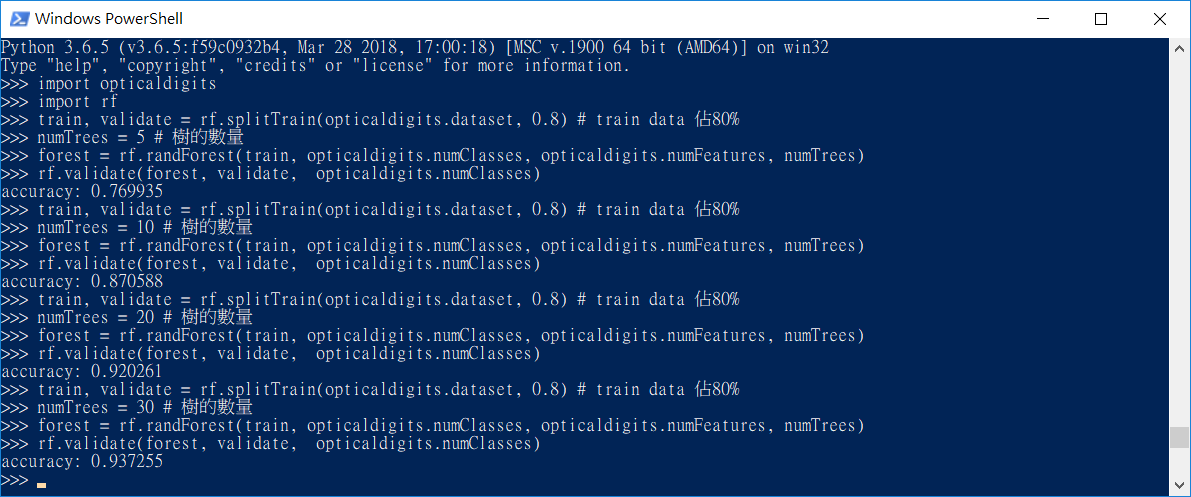 Windows PowerShell
Python 3.6.5 (v3.6.5:f59c0932b4, Mar 28 2018, 17:00:18) [MSC v.1900 64 bit (AMD64)] on win32
Type "help", "copyright", "credits" or "license" for more information.
>>> import opticaldigits
>>> import rf
>>> train, validate = rf.splitTrain(opticaldigits.dataset, 0.8) # train data 佔80%
>>> numTrees = 5 # 樹的數量
>>> forest = rf.randForest(train, opticaldigits.numClasses, opticaldigits.numFeatures, numTrees)
>>> rf.validate(forest, validate,  opticaldigits.numClasses)
accuracy: 0.769935
>>> train, validate = rf.splitTrain(opticaldigits.dataset, 0.8) # train data 佔80%
>>> numTrees = 10 # 樹的數量
>>> forest = rf.randForest(train, opticaldigits.numClasses, opticaldigits.numFeatures, numTrees)
>>> rf.validate(forest, validate,  opticaldigits.numClasses)
accuracy: 0.870588
>>> train, validate = rf.splitTrain(opticaldigits.dataset, 0.8) # train data 佔80%
>>> numTrees = 20 # 樹的數量
>>> forest = rf.randForest(train, opticaldigits.numClasses, opticaldigits.numFeatures, numTrees)
>>> rf.validate(forest, validate,  opticaldigits.numClasses)
accuracy: 0.920261
>>> train, validate = rf.splitTrain(opticaldigits.dataset, 0.8) # train data 佔80%
>>> numTrees = 30 # 樹的數量
>>> forest = rf.randForest(train, opticaldigits.numClasses, opticaldigits.numFeatures, numTrees)
>>> rf.validate(forest, validate,  opticaldigits.numClasses)
accuracy: 0.937255
>>>